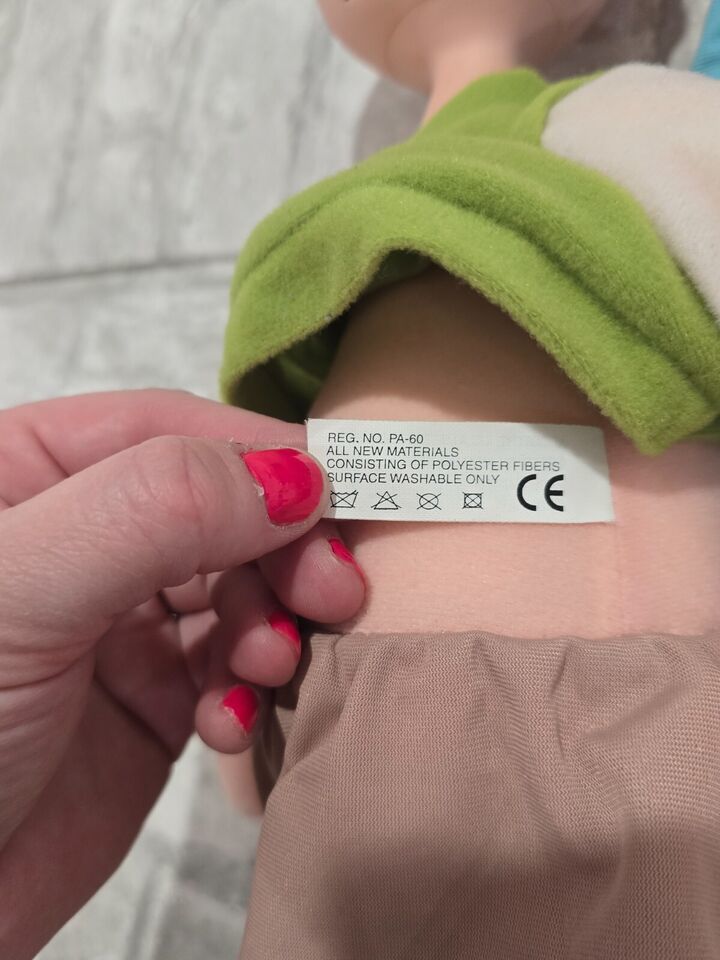 REG. NO. PA-60
ALL NEW MATERIALS
CONSISTING OF POLYESTER FIBERS
SURFACE WASHABLE ONLY
CE